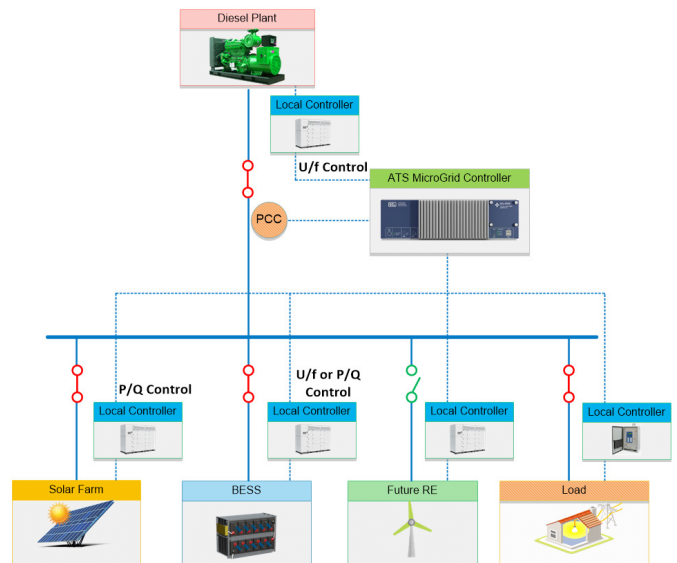 Diesel Plant
Local Controller
U/f Control
ATS MicroGrid Controller
PCC
P/Q Control
U/f or P/Q
Control
Local Controller
Local Controller
Local Controller
Local Controller
Solar Farm
BESS
Future RE
Load